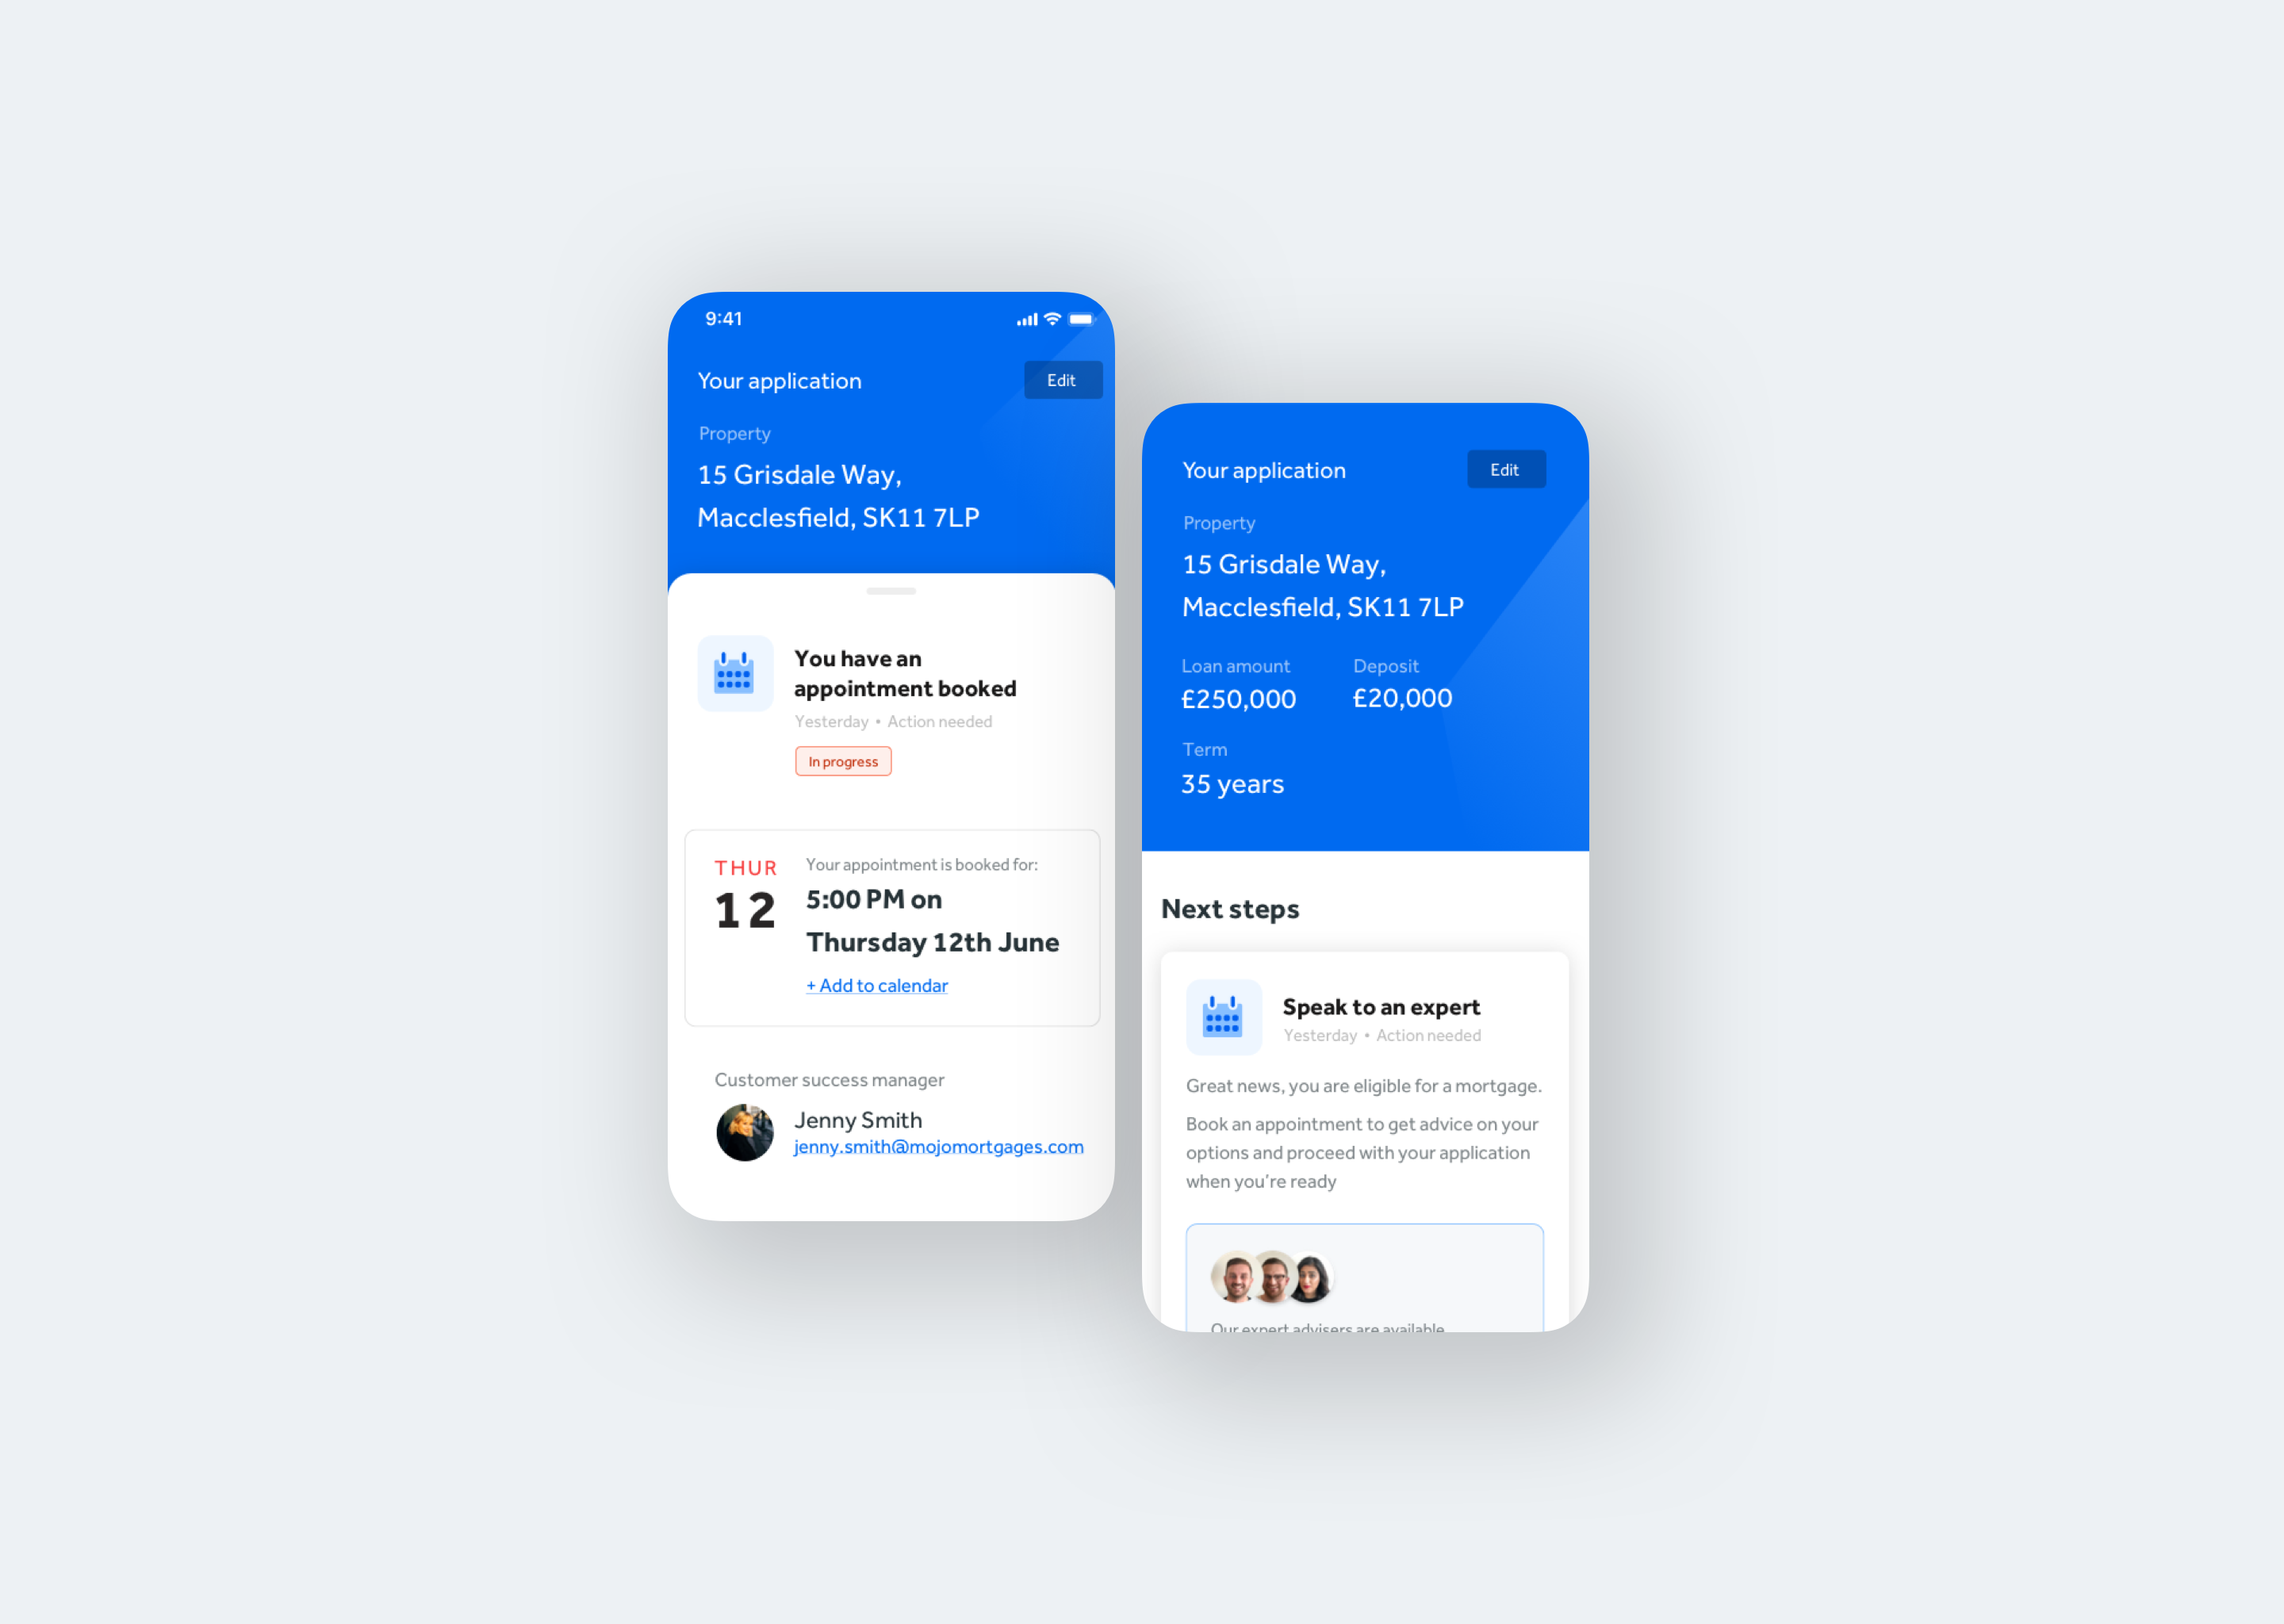 9:41
Your application
Edit
Property
15 Grisdale Way,
Macclesfield, SK11 7LP
You have an
appointment booked
Yesterday • Action needed
In progress
THUR
12
Your appointment is booked for:
5:00 PM on
Thursday 12th June
+ Add to calendar
Customer success manager
Jenny Smith
jenny.smith@mojomortgages.com
Your application
Edit
Property
15 Grisdale Way,
Macclesfield, SK11 7LP
Loan amount
Deposit
£250,000
£20,000
Term
35 years
Next steps
Speak to an expert
Yesterday • Action needed
Great news, you are eligible for a mortgage.
Book an appointment to get advice on your
options and proceed with your application
when you're ready
Our expert advisers are available